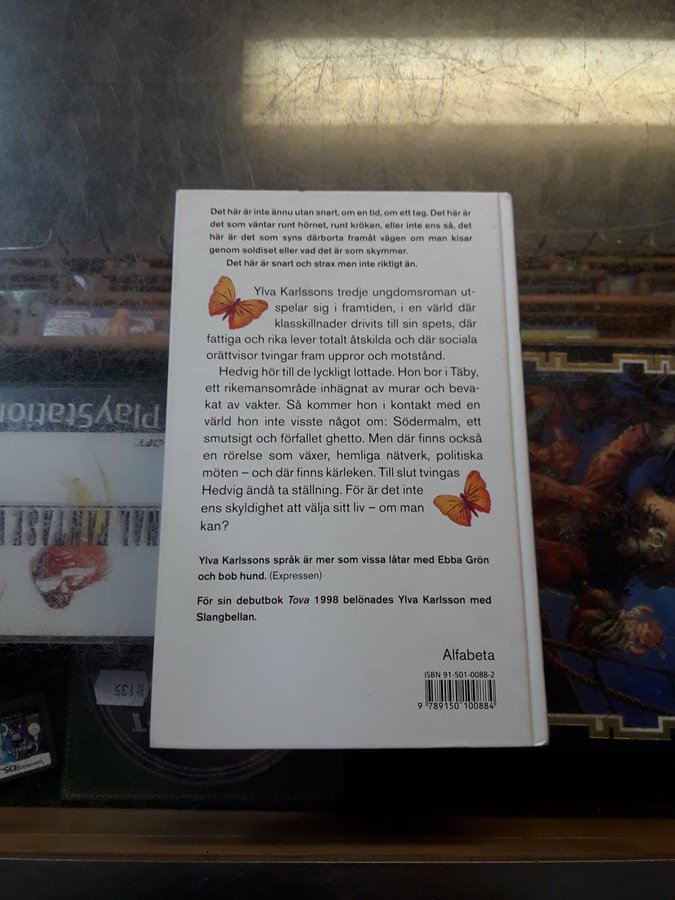 Det här är inte ännu utan snart, om en tid, om ett tag. Det här är
det som väntar runt hörnet, runt kröken, eller inte ens så, det
här är det som syns därborta framåt vägen om man kisar
genom soldiset eller vad det är som skymmer.
Det här är snart och strax men inte riktigt än.
Ylva Karlssons tredje ungdomsroman ut-
spelar sig i framtiden, i en värld där
klasskillnader drivits till sin spets, där
fattiga och rika lever totalt åtskilda och där sociala
orättvisor tvingar fram uppror och motstånd.
Hedvig hör till de lyckligt lottade. Hon bor i Täby,
ett rikemansområde inhägnat av murar och beva-
kat av vakter. Så kommer hon i kontakt med en
värld hon inte visste något om: Södermalm, ett
smutsigt och förfallet ghetto. Men där finns också
en rörelse som växer, hemliga nätverk, politiska
möten – och där finns kärleken. Till slut tvingas
Hedvig ändå ta ställning. För är det inte
ens skyldighet att välja sitt liv – om man
kan?
Ylva Karlssons språk är mer som vissa låtar med Ebba Grön
och bob hund. (Expressen)
För sin debutbok Tova 1998 belönades Ylva Karlsson med
Slangbellan.
Alfabeta
ISBN 91-501-0088-2
9 789150 100884
PlayStation